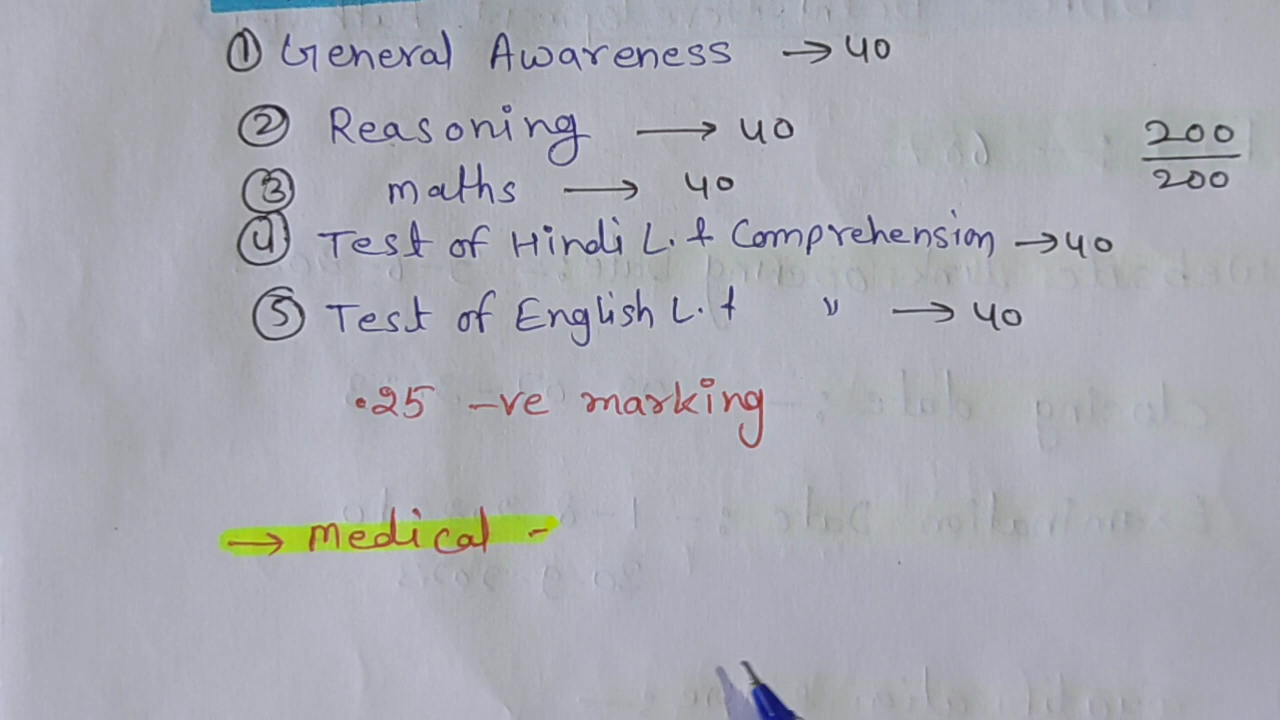 ① General Awareness → 40
② Reasoning → 40
200
200
③ maths → 40
④ Test of Hindi L. & Comprehension → 40
⑤ Test of English L. & " → 40
.25 -ve marking
→ Medical -